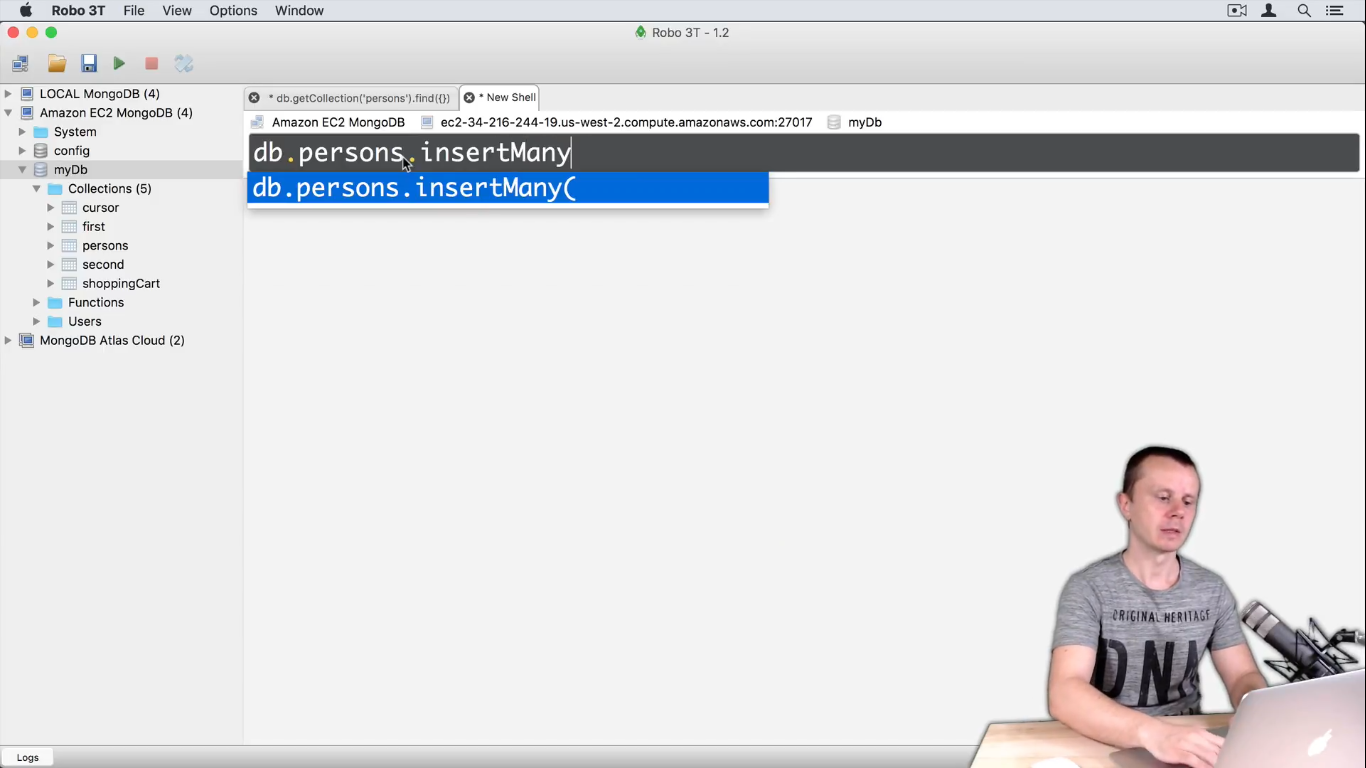 Robo 3T File View Options Window
Robo 3T - 1.2
LOCAL MongoDB (4)
Amazon EC2 MongoDB (4)
System
config
myDb
Collections (5)
cursor
first
persons
second
shoppingCart
Functions
Users
MongoDB Atlas Cloud (2)
* db.getCollection('persons').find({}) * New Shell
Amazon EC2 MongoDB ec2-34-216-244-19.us-west-2.compute.amazonaws.com:27017 myDb
db.persons.insertMany
db.persons.insertMany(
ORIGINAL HERITAGE
DNA
Logs